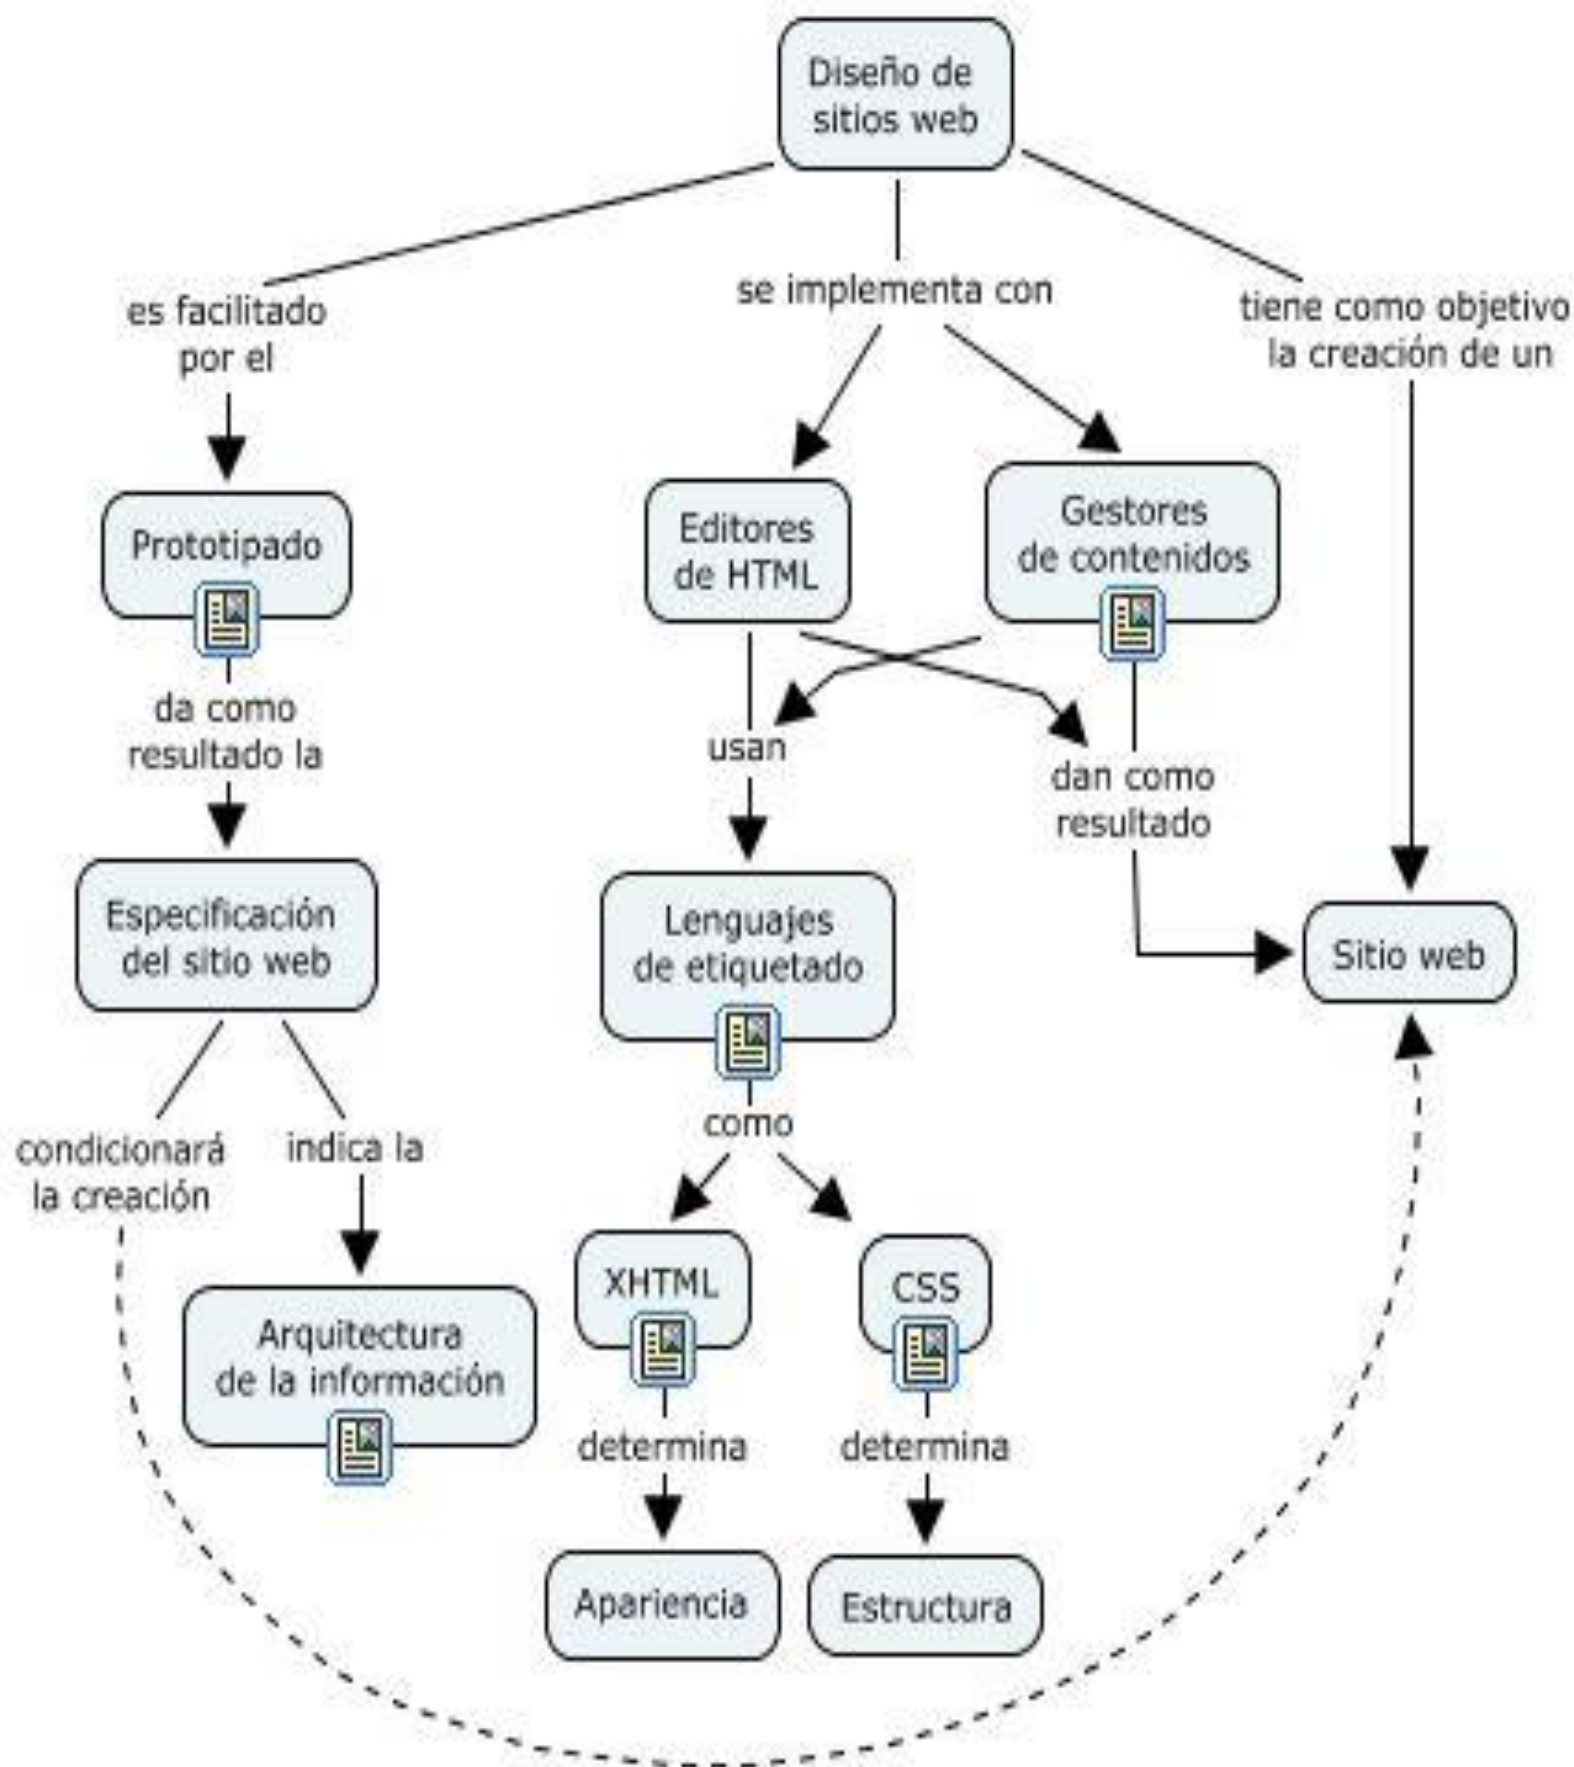 Diseño de
sitios web
es facilitado
por el
se implementa con
tiene como objetivo
la creación de un
Prototipado
Editores
de HTML
Gestores
de contenidos
da como
resultado la
usan
dan como
resultado
Especificación
del sitio web
Lenguajes
de etiquetado
Sitio web
condicionará
la creación
indica la
como
Arquitectura
de la información
XHTML
CSS
determina
determina
Apariencia
Estructura